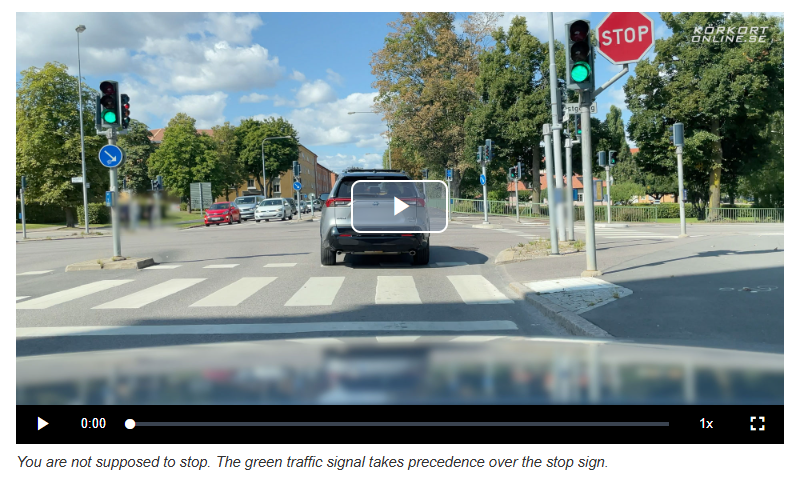 KÖRKORT
ONLINE.SE
STOP
0:00
1x
You are not supposed to stop. The green traffic signal takes precedence over the stop sign.